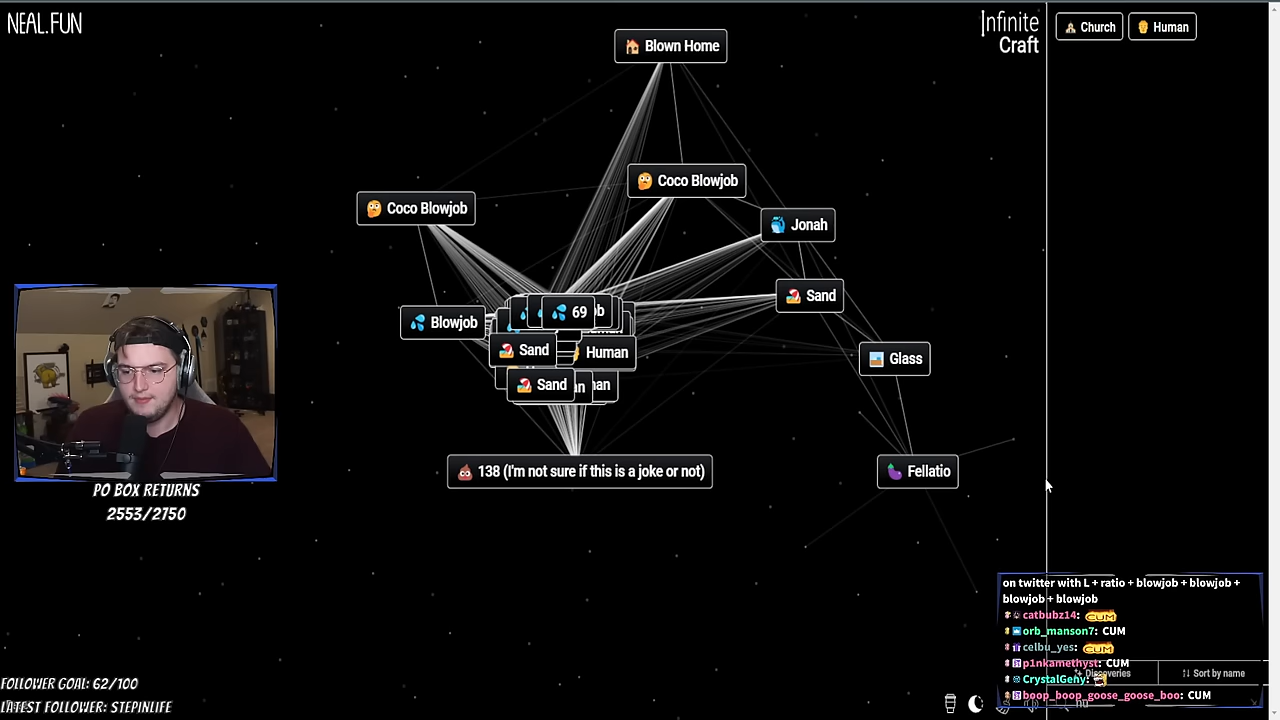 NEAL.FUN
Infinite
Craft
Church
Human
Blown Home
Coco Blowjob
Coco Blowjob
Jonah
Sand
Blowjob
69
Sand
Human
Glass
Sand
138 (I'm not sure if this is a joke or not)
Fellatio
PO BOX RETURNS
2553/2750
on twitter with L + ratio + blowjob + blowjob +
blowjob + blowjob
catbubz14: CUM
orb_manson7: CUM
celbu_yes: CUM
p1nkamethyst: CUM
CrystalGeny:
Discoveries
Sort by name
boop_boop_goose_goose_boo: CUM
FOLLOWER GOAL: 62/100
LATEST FOLLOWER: STEPINLIFE